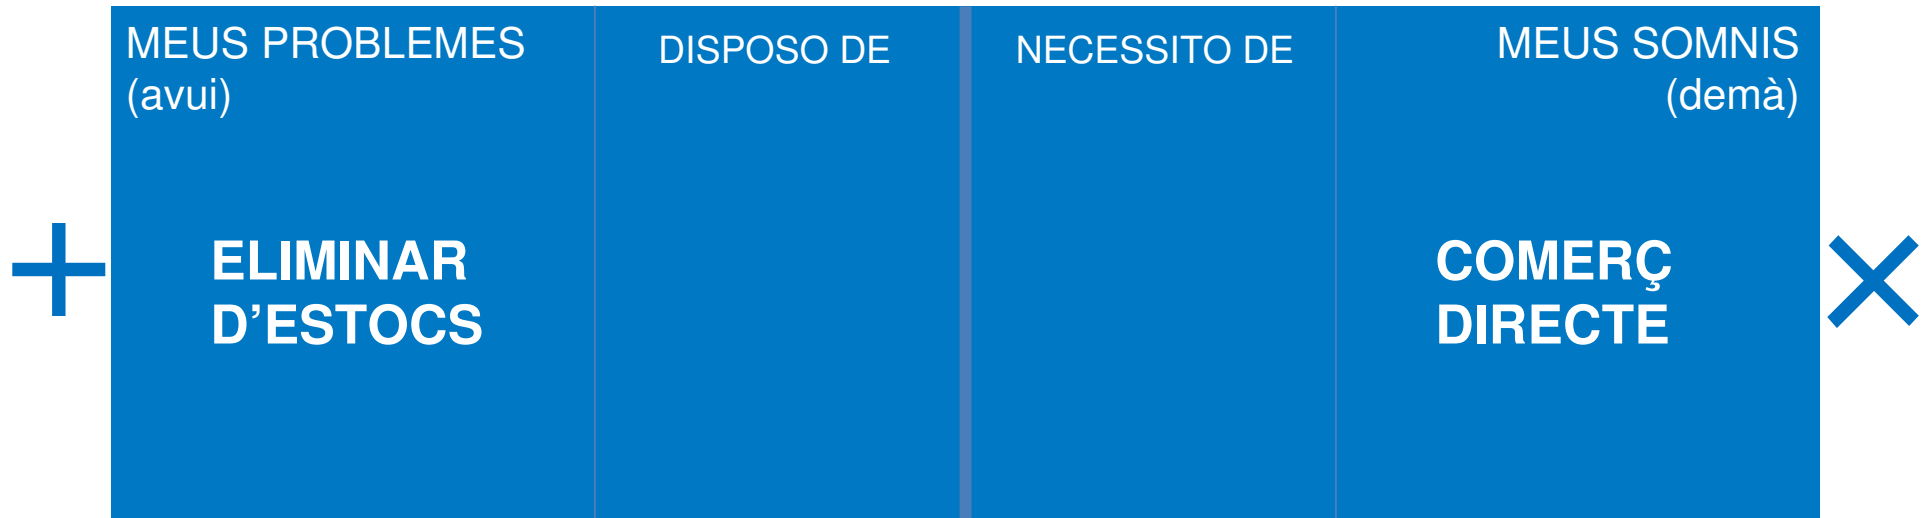 MEUS PROBLEMES
(avui)
DISPOSO DE
NECESSITO DE
MEUS SOMNIS
(demà)
ELIMINAR
D’ESTOCS
COMERÇ
DIRECTE